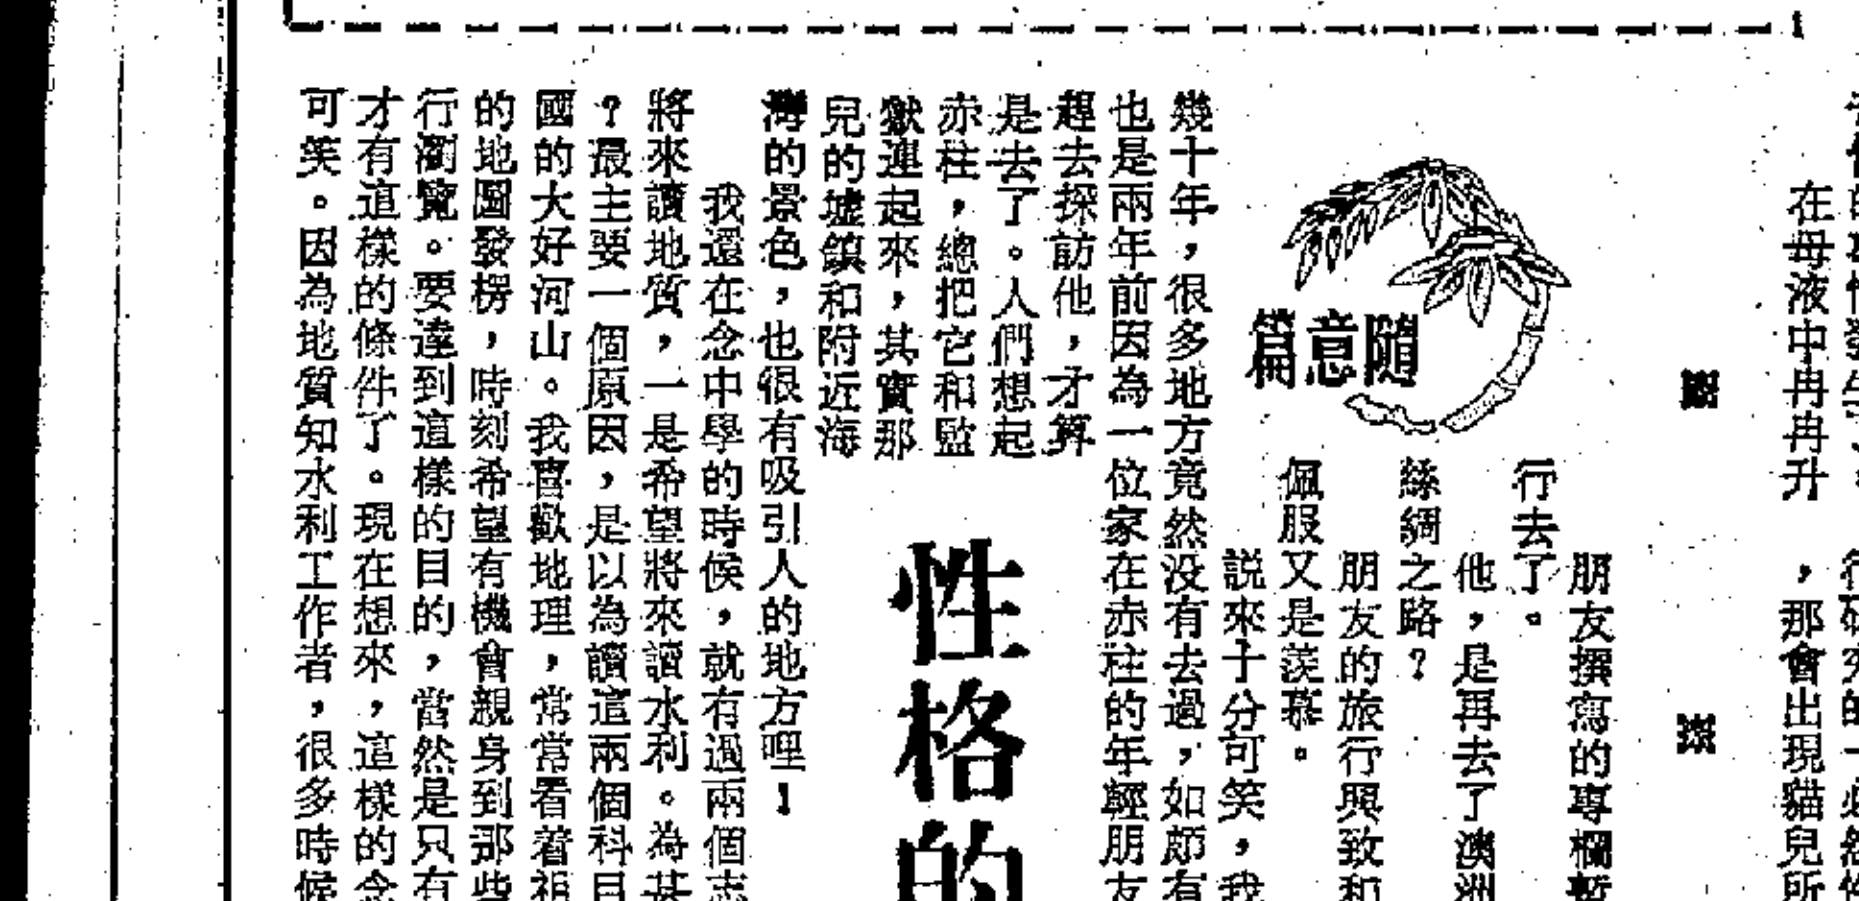 在母液中冉冉升
，那會出現貓兒所
隨意篇
性格的
朋友撰寫的專欄暫
行去了。
他，是再去了澳洲
絲綢之路？
朋友的旅行興致和
佩服又是羨慕。
説來十分可笑，我
幾十年，很多地方竟然没有去過，如頗有
也是兩年前因為一位家在赤柱的年輕朋友
趕去探訪他，才算
是去了。人們想起
赤柱，總把它和監
獄連起來，其實那
兒的墟鎮和附近海
灣的景色，也很有吸引人的地方哩！
我還在念中學的時候，就有過兩個志
將來讀地質，一是希望將來讀水利。為甚
？最主要一個原因，是以為讀這兩個科目
國的大好河山。我喜歡地理，常常看着祖
的地圖發楞，時刻希望有機會親身到那些
行瀏覽。要達到這樣的目的，當然是只有
才有這樣的條件了。現在想來，這樣的念
可笑。因為地質知水利工作者，很多時候